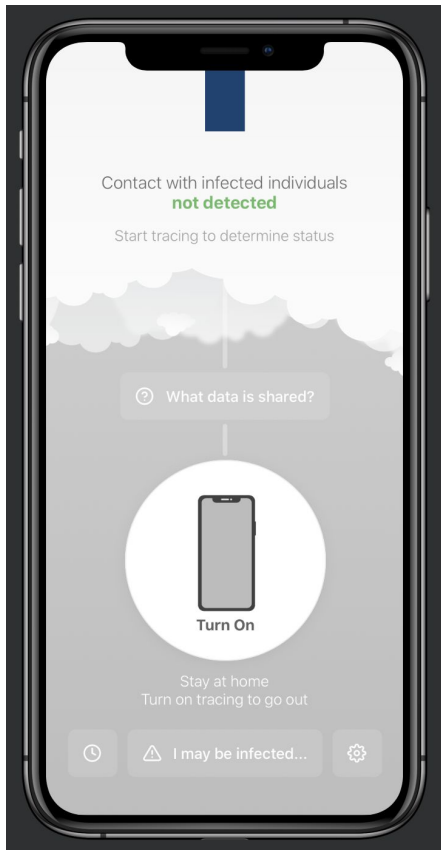 Contact with infected individuals
not detected
Start tracing to determine status
What data is shared?
Turn On
Stay at home
Turn on tracing to go out
I may be infected...